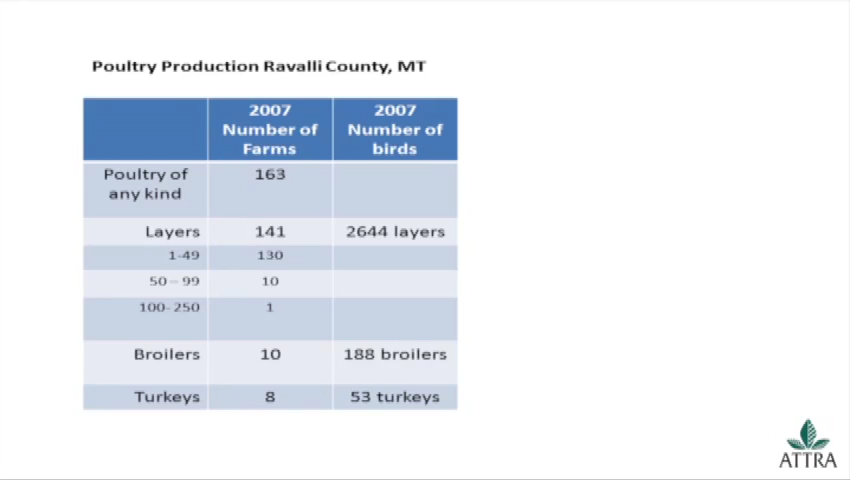 Poultry Production Ravalli County, MT
2007 Number of Farms 2007 Number of birds
Poultry of any kind 163
Layers 141 2644 layers
1-49 130
50 – 99 10
100-250 1
Broilers 10 188 broilers
Turkeys 8 53 turkeys
ATTRA